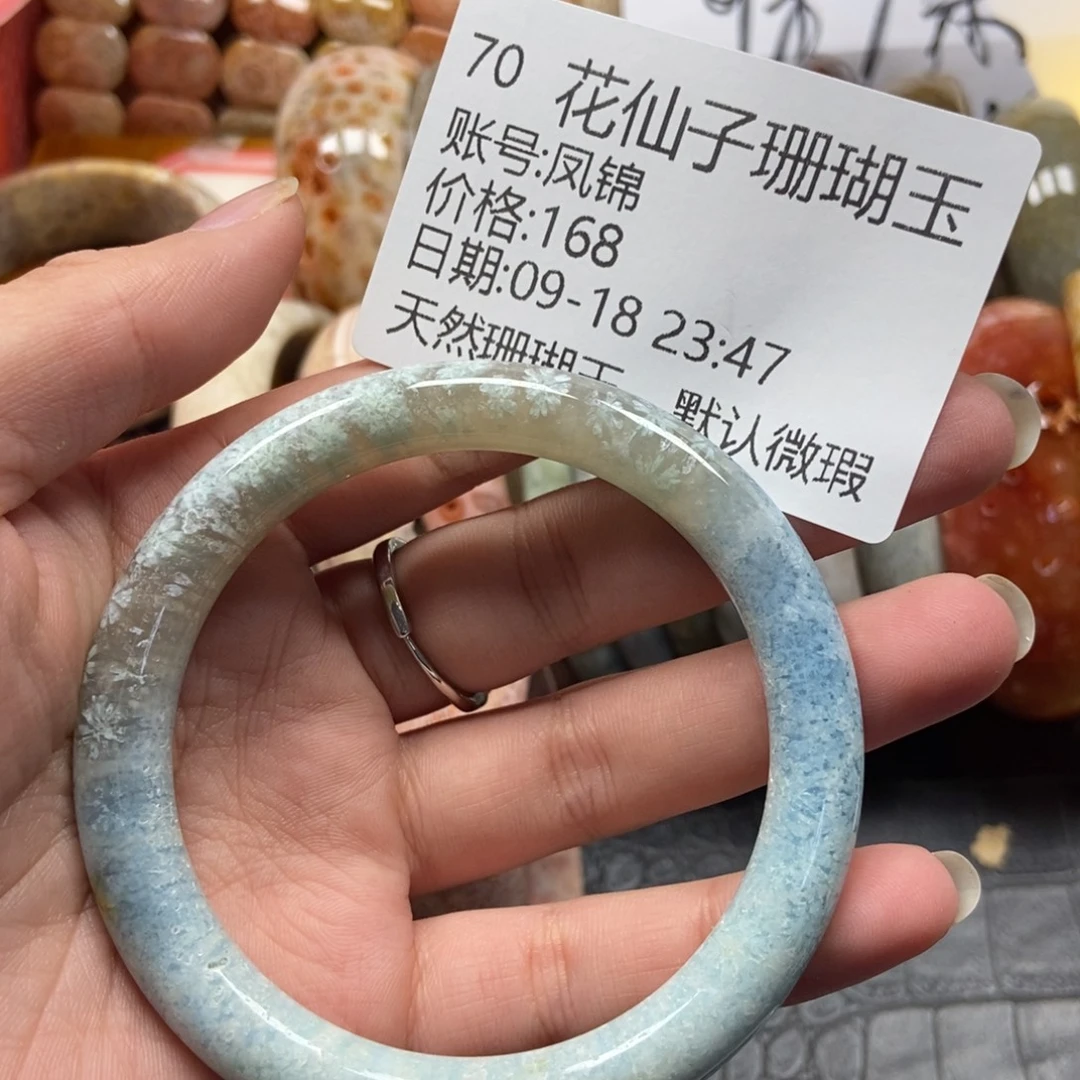 70 花仙子珊瑚玉
账号:凤锦
价格:168
日期:09-18 23:47
天然珊瑚玉 默认微瑕